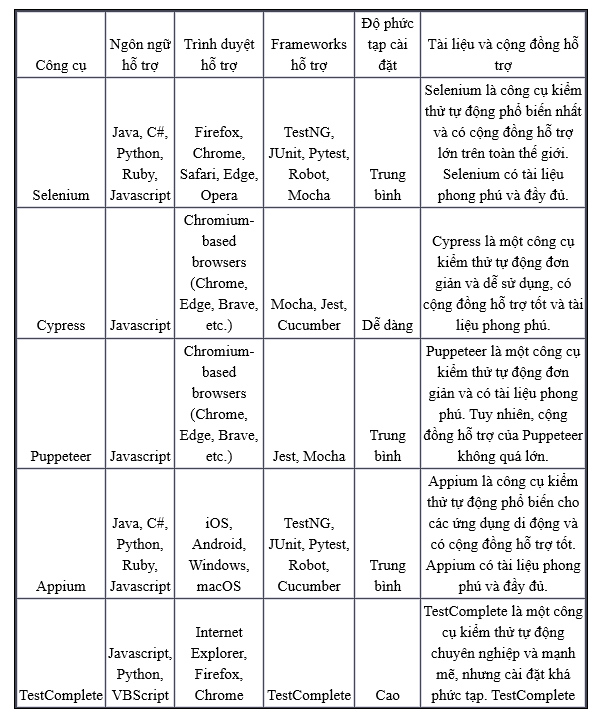 Công cụ
Ngôn ngữ
hỗ trợ
Trình duyệt
hỗ trợ
Frameworks
hỗ trợ
Độ phức
tạp cài
đặt
Tài liệu và cộng đồng hỗ
trợ
Selenium
Java, C#,
Python,
Ruby,
Javascript
Firefox,
Chrome,
Safari, Edge,
Opera
TestNG,
JUnit, Pytest,
Robot,
Mocha
Trung
bình
Selenium là công cụ kiểm
thử tự động phổ biến nhất
và có cộng đồng hỗ trợ
lớn trên toàn thế giới.
Selenium có tài liệu
phong phú và đầy đủ.
Cypress
Javascript
Chromium-
based
browsers
(Chrome,
Edge, Brave,
etc.)
Mocha, Jest,
Cucumber
Dễ dàng
Cypress là một công cụ
kiểm thử tự động đơn
giản và dễ sử dụng, có
cộng đồng hỗ trợ tốt và tài
liệu phong phú.
Puppeteer
Javascript
Chromium-
based
browsers
(Chrome,
Edge, Brave,
etc.)
Jest, Mocha
Trung
bình
Puppeteer là một công cụ
kiểm thử tự động đơn
giản và có tài liệu phong
phú. Tuy nhiên, cộng
đồng hỗ trợ của Puppeteer
không quá lớn.
Appium
Java, C#,
Python,
Ruby,
Javascript
iOS,
Android,
Windows,
macOS
TestNG,
JUnit, Pytest,
Robot,
Cucumber
Trung
bình
Appium là công cụ kiểm
thử tự động phổ biến cho
các ứng dụng di động và
có cộng đồng hỗ trợ tốt.
Appium có tài liệu phong
phú và đầy đủ.
TestComplete
Javascript,
Python,
VBScript
Internet
Explorer,
Firefox,
Chrome
TestComplete
Cao
TestComplete là một công
cụ kiểm thử tự động
chuyên nghiệp và mạnh
mẽ, nhưng cài đặt khá
phức tạp. TestComplete